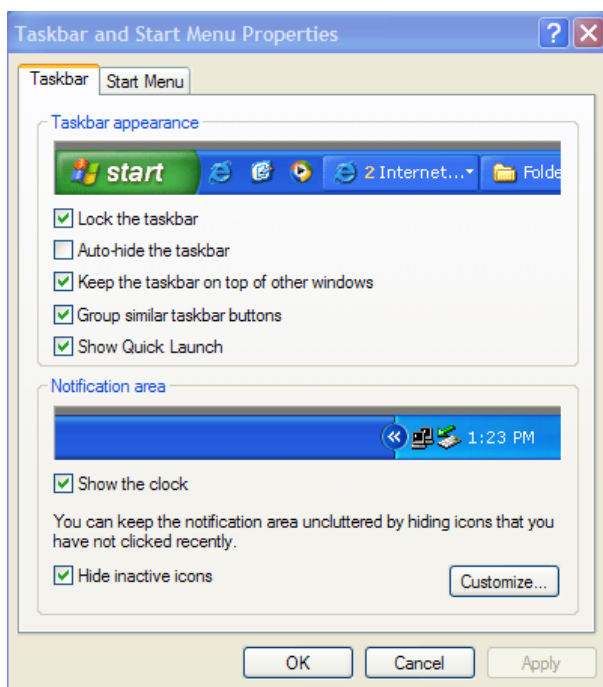 Taskbar and Start Menu Properties
Taskbar
Start Menu
Taskbar appearance
start
2 Internet...
Folde
Lock the taskbar
Auto-hide the taskbar
Keep the taskbar on top of other windows
Group similar taskbar buttons
Show Quick Launch
Notification area
1:23 PM
Show the clock
You can keep the notification area uncluttered by hiding icons that you
have not clicked recently.
Hide inactive icons
Customize...
OK
Cancel
Apply